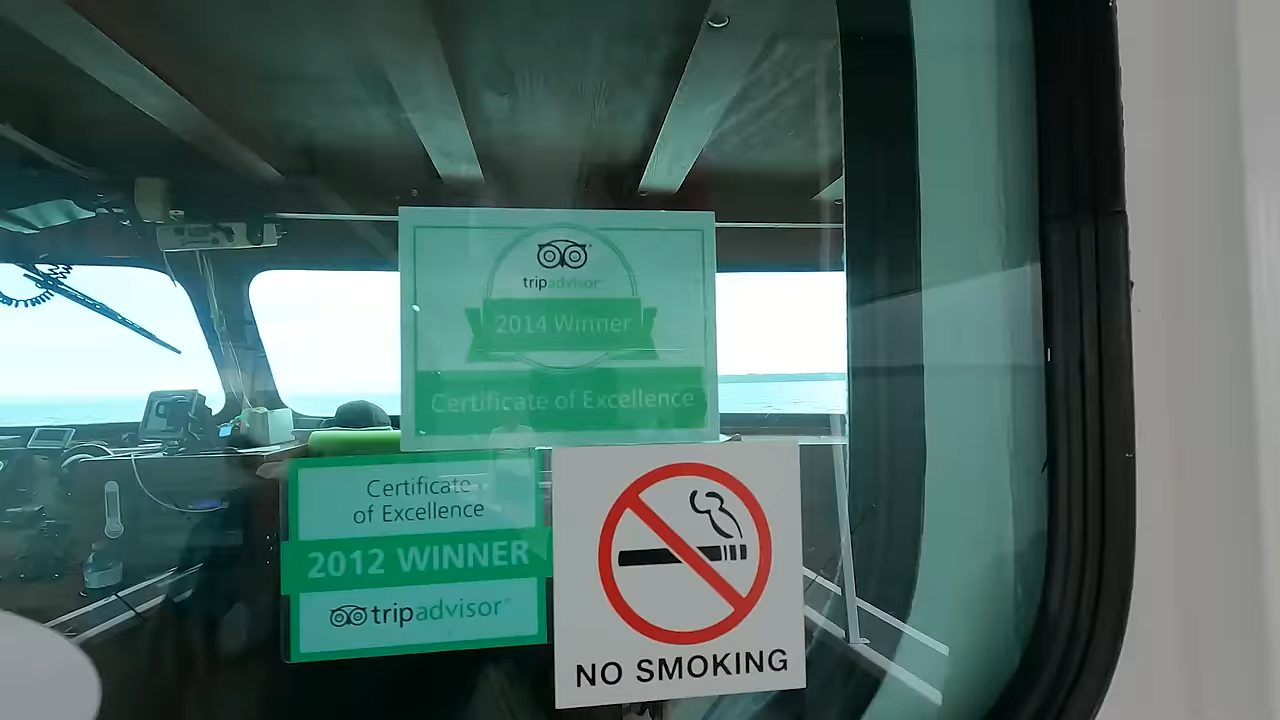 tripadvisor
2014 Winner
Certificate of Excellence
Certificate
of Excellence
2012 WINNER
tripadvisor
NO SMOKING